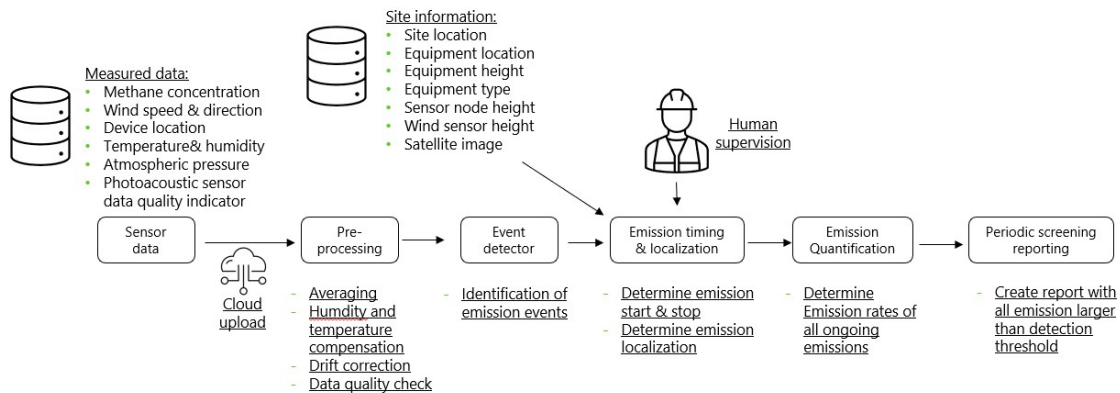 Site information:
• Site location
• Equipment location
• Equipment height
• Equipment type
• Sensor node height
• Wind sensor height
• Satellite image
Measured data:
• Methane concentration
• Wind speed & direction
• Device location
• Temperature& humidity
• Atmospheric pressure
• Photoacoustic sensor
data quality indicator
Human
supervision
Sensor
data
Cloud
upload
Pre-
processing
- Averaging
- Humdity and
temperature
compensation
- Drift correction
- Data quality check
Event
detector
- Identification of
emission events
Emission timing
& localization
- Determine emission
start & stop
- Determine emission
localization
Emission
Quantification
- Determine
Emission rates of
all ongoing
emissions
Periodic screening
reporting
- Create report with
all emission larger
than detection
threshold